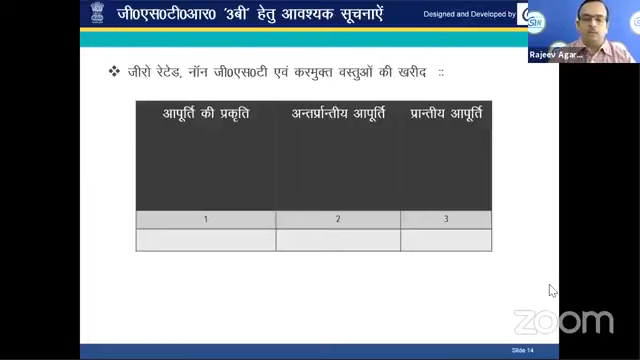 जी0एस0टी0आर0 '3बी' हेतु आवश्यक सूचनाऐं
Designed and Developed by
❖ जीरो रेटेड, नॉन जी0एस0टी एवं करमुक्त वस्तुओं की खरीद ::
आपूर्ति की प्रकृति अन्तर्प्रान्तीय आपूर्ति प्रान्तीय आपूर्ति
1 2 3
Rajeev Agar...
zoom
Slide 14